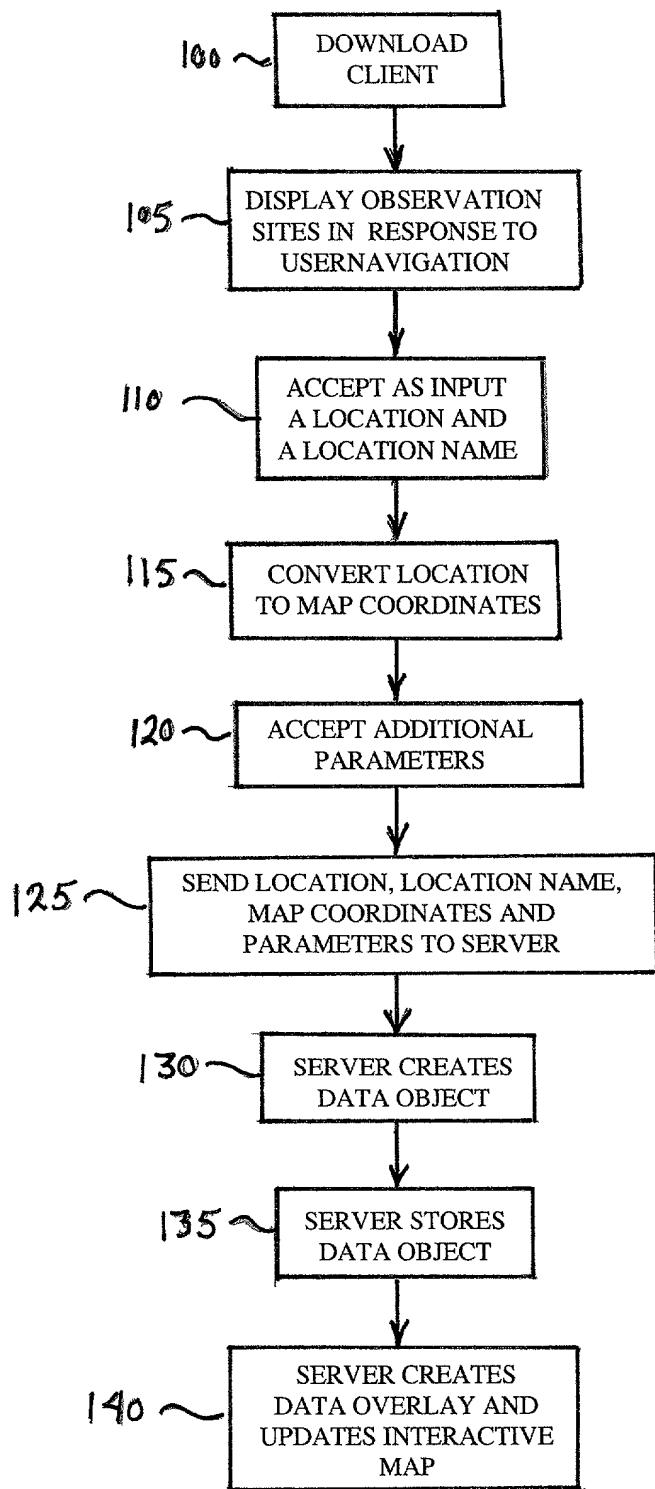 100
DOWNLOAD
CLIENT
105
DISPLAY OBSERVATION
SITES IN RESPONSE TO
USERNAVIGATION
110
ACCEPT AS INPUT
A LOCATION AND
A LOCATION NAME
115
CONVERT LOCATION
TO MAP COORDINATES
120
ACCEPT ADDITIONAL
PARAMETERS
125
SEND LOCATION, LOCATION NAME,
MAP COORDINATES AND
PARAMETERS TO SERVER
130
SERVER CREATES
DATA OBJECT
135
SERVER STORES
DATA OBJECT
140
SERVER CREATES
DATA OVERLAY AND
UPDATES INTERACTIVE
MAP